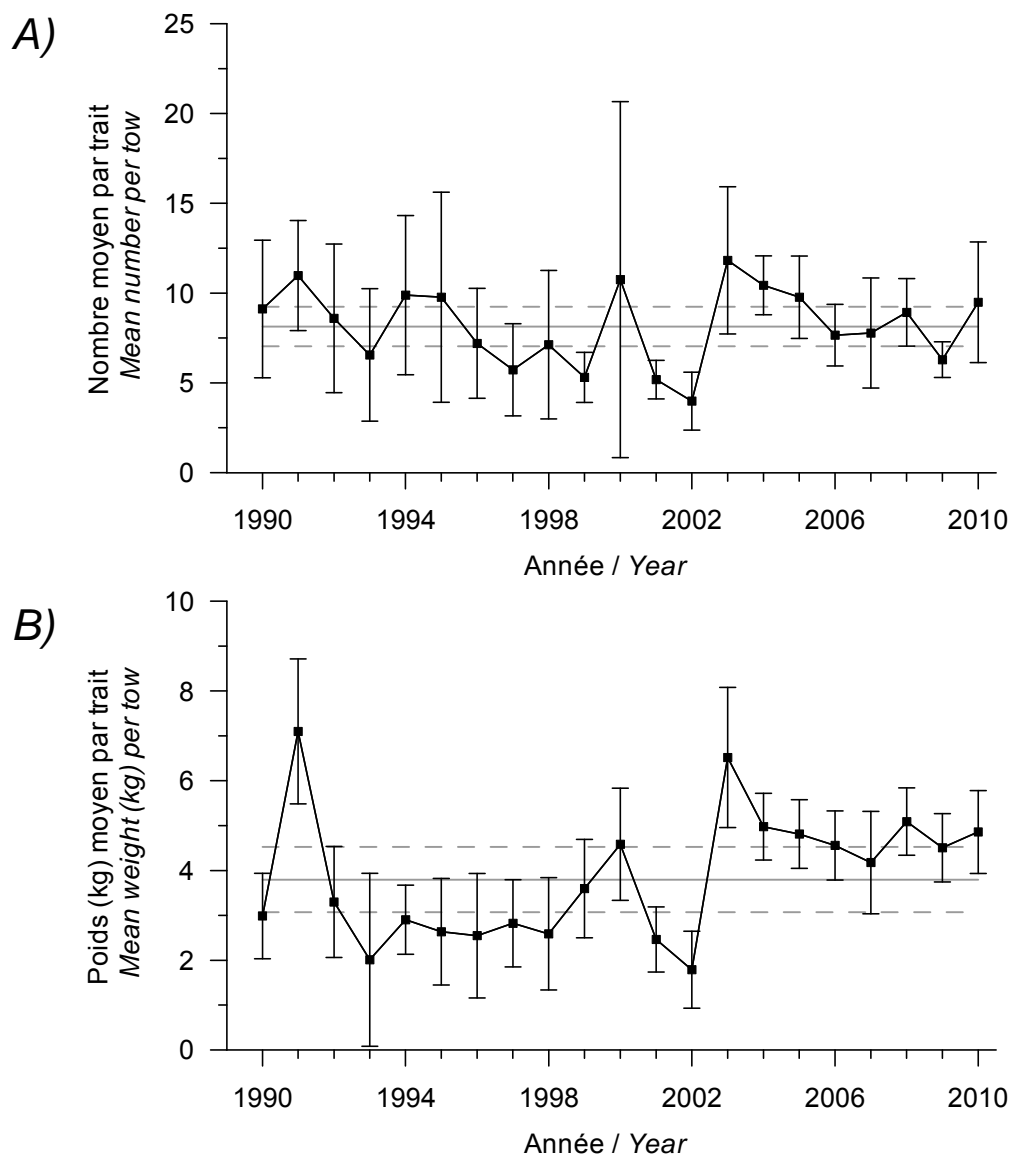 A)
Nombre moyen par trait
Mean number per tow
25
20
15
10
5
0
1990 1994 1998 2002 2006 2010
Année / Year
B)
Poids (kg) moyen par trait
Mean weight (kg) per tow
10
8
6
4
2
0
1990 1994 1998 2002 2006 2010
Année / Year